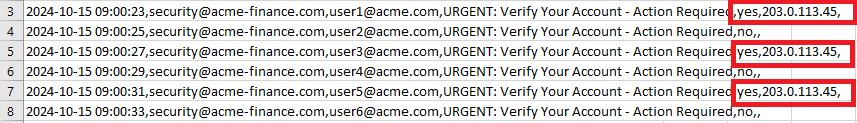 3 2024-10-15 09:00:23,security@acme-finance.com,user1@acme.com,URGENT: Verify Your Account - Action Required,yes,203.0.113.45,
4 2024-10-15 09:00:25,security@acme-finance.com,user2@acme.com,URGENT: Verify Your Account - Action Required,no,,
5 2024-10-15 09:00:27,security@acme-finance.com,user3@acme.com,URGENT: Verify Your Account - Action Required,yes,203.0.113.45,
6 2024-10-15 09:00:29,security@acme-finance.com,user4@acme.com,URGENT: Verify Your Account - Action Required,no,,
7 2024-10-15 09:00:31,security@acme-finance.com,user5@acme.com,URGENT: Verify Your Account - Action Required,yes,203.0.113.45,
8 2024-10-15 09:00:33,security@acme-finance.com,user6@acme.com,URGENT: Verify Your Account - Action Required,no,,